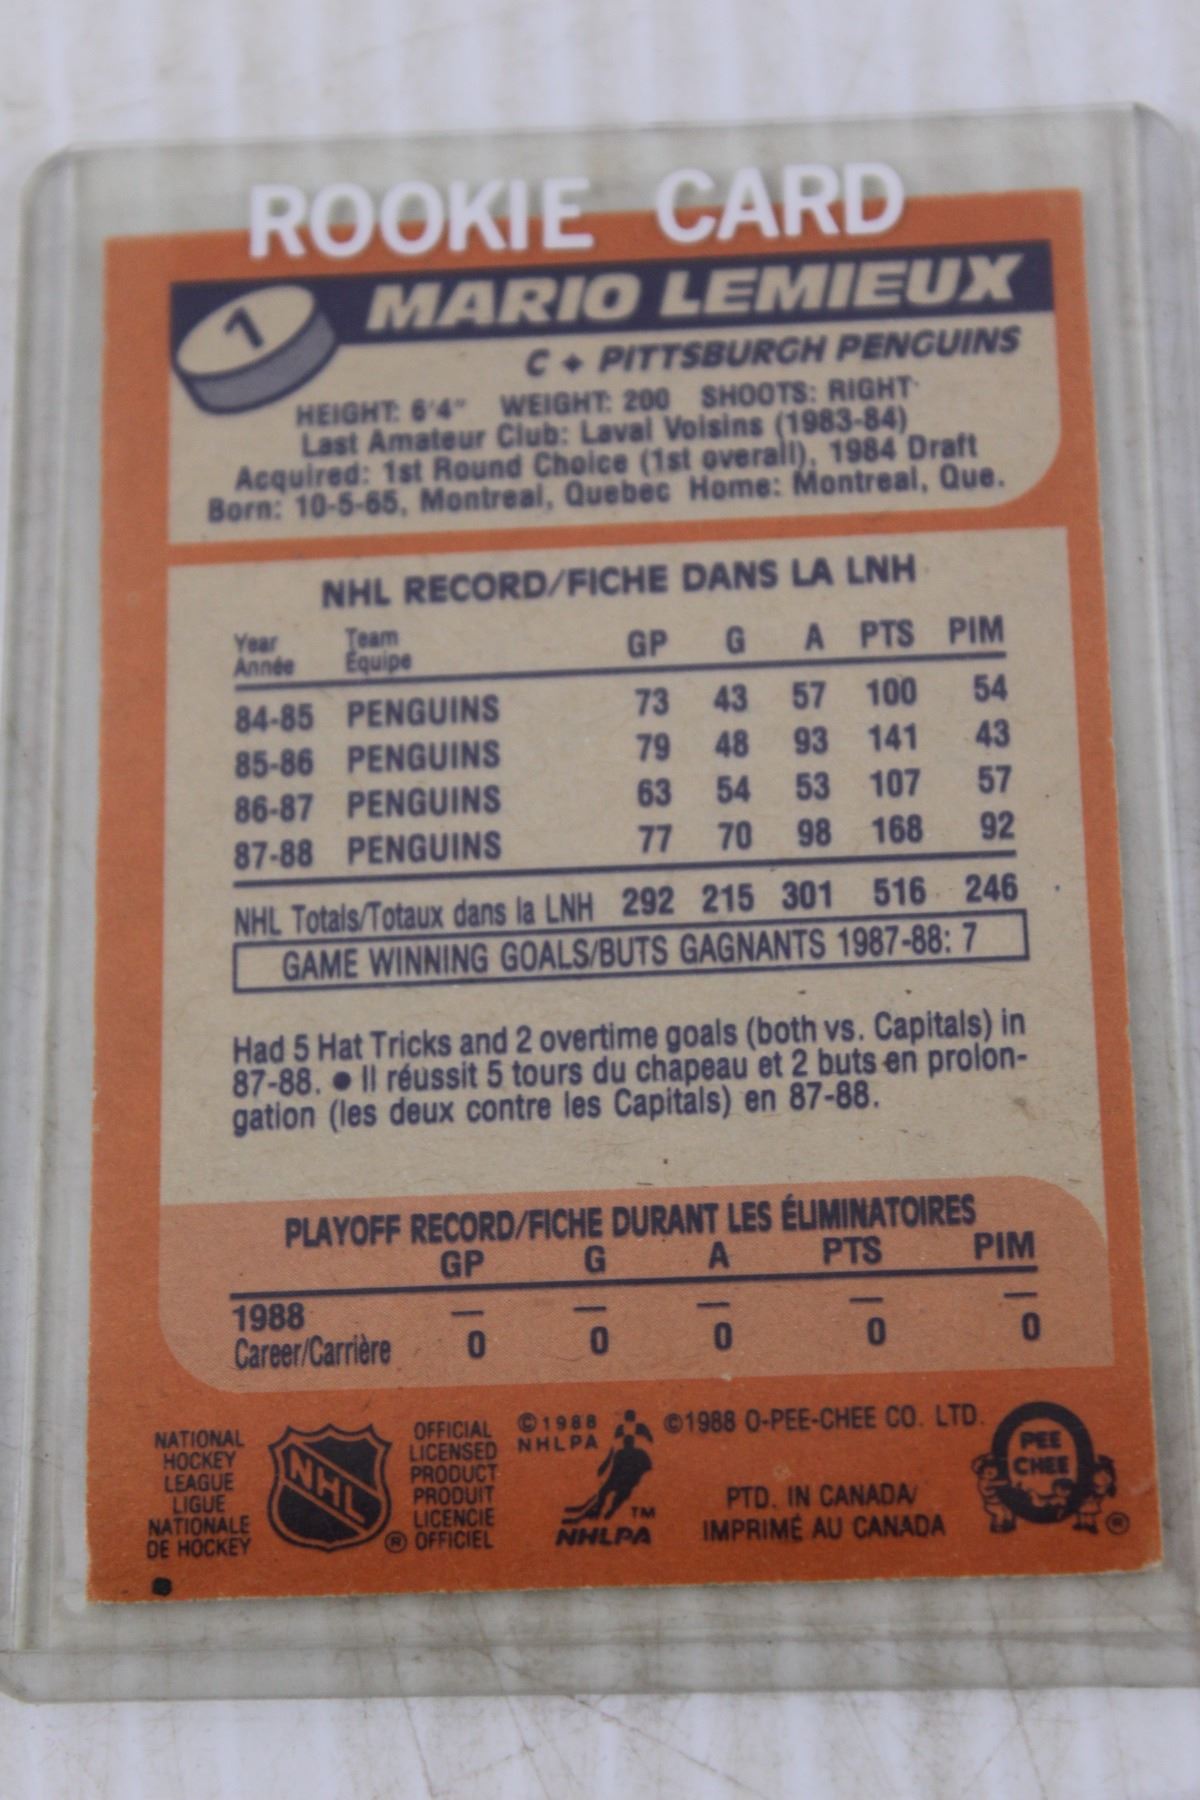 ROOKIE CARD
1
MARIO LEMIEUX
C ♦ PITTSBURGH PENGUINS
HEIGHT: 6'4" WEIGHT: 200 SHOOTS: RIGHT
Last Amateur Club: Laval Voisins (1983-84)
Acquired: 1st Round Choice (1st overall), 1984 Draft
Born: 10-5-65, Montreal, Quebec Home: Montreal, Que.
NHL RECORD/FICHE DANS LA LNH
Year Team GP G A PTS PIM
Année Équipe
84-85 PENGUINS 73 43 57 100 54
85-86 PENGUINS 79 48 93 141 43
86-87 PENGUINS 63 54 53 107 57
87-88 PENGUINS 77 70 98 168 92
NHL Totals/Totaux dans la LNH 292 215 301 516 246
GAME WINNING GOALS/BUTS GAGNANTS 1987-88: 7
Had 5 Hat Tricks and 2 overtime goals (both vs. Capitals) in
87-88. ● Il réussit 5 tours du chapeau et 2 buts en prolon-
gation (les deux contre les Capitals) en 87-88.
PLAYOFF RECORD/FICHE DURANT LES ÉLIMINATOIRES
GP G A PTS PIM
1988 — — — — —
Career/Carrière 0 0 0 0 0
NATIONAL
HOCKEY
LEAGUE
LIGUE
NATIONALE
DE HOCKEY
NHL
®
OFFICIAL
LICENSED
PRODUCT
PRODUIT
LICENCIE
OFFICIEL
©1988
NHLPA
TM
NHLPA
©1988 O-PEE-CHEE CO. LTD.
PTD. IN CANADA/
IMPRIMÉ AU CANADA
PEE
CHEE
®